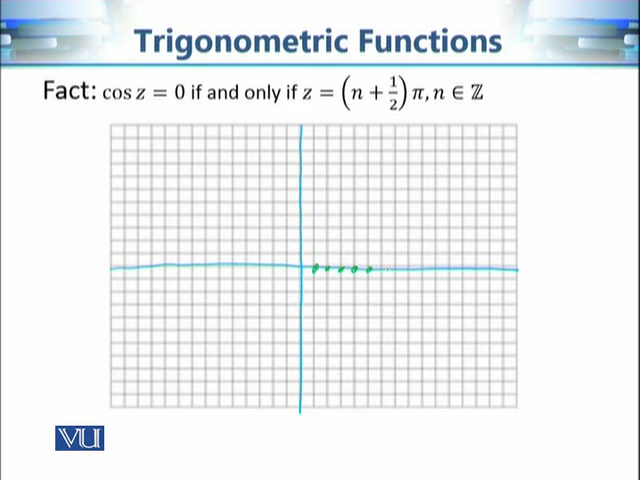 Trigonometric Functions
Fact: cos z = 0 if and only if z = (n + 1/2) π, n ∈ ℤ
VU